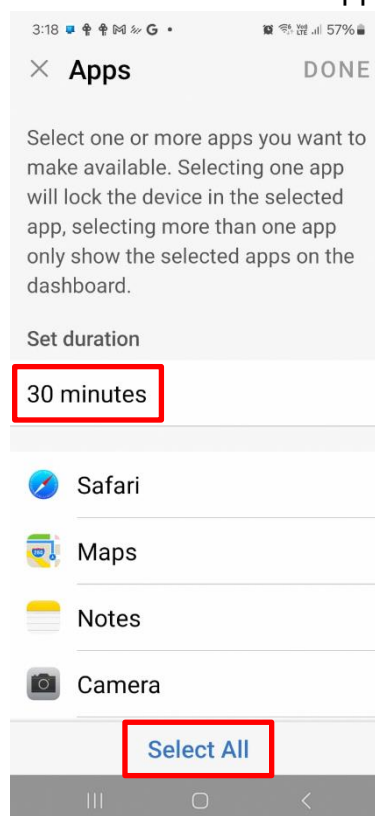 3:18 G • 57%
× Apps DONE
Select one or more apps you want to
make available. Selecting one app
will lock the device in the selected
app, selecting more than one app
only show the selected apps on the
dashboard.
Set duration
30 minutes
Safari
Maps
Notes
Camera
Select All